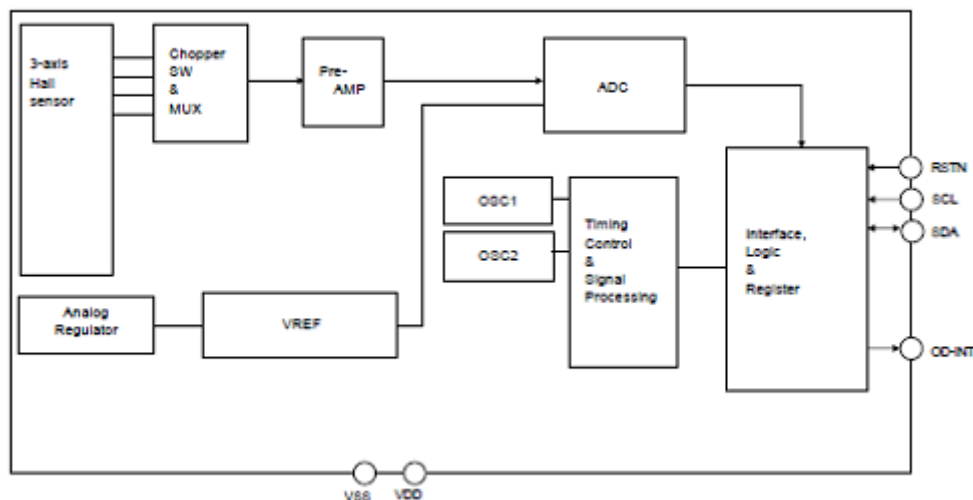 3-axis
Hall
sensor
Chopper
SW
&
MUX
Pre-
AMP
ADC
RSTN
SCL
SDA
OSC1
OSC2
Timing
Control
&
Signal
Processing
Interface,
Logic
&
Register
Analog
Regulator
VREF
OD-INT
VSS
VDD